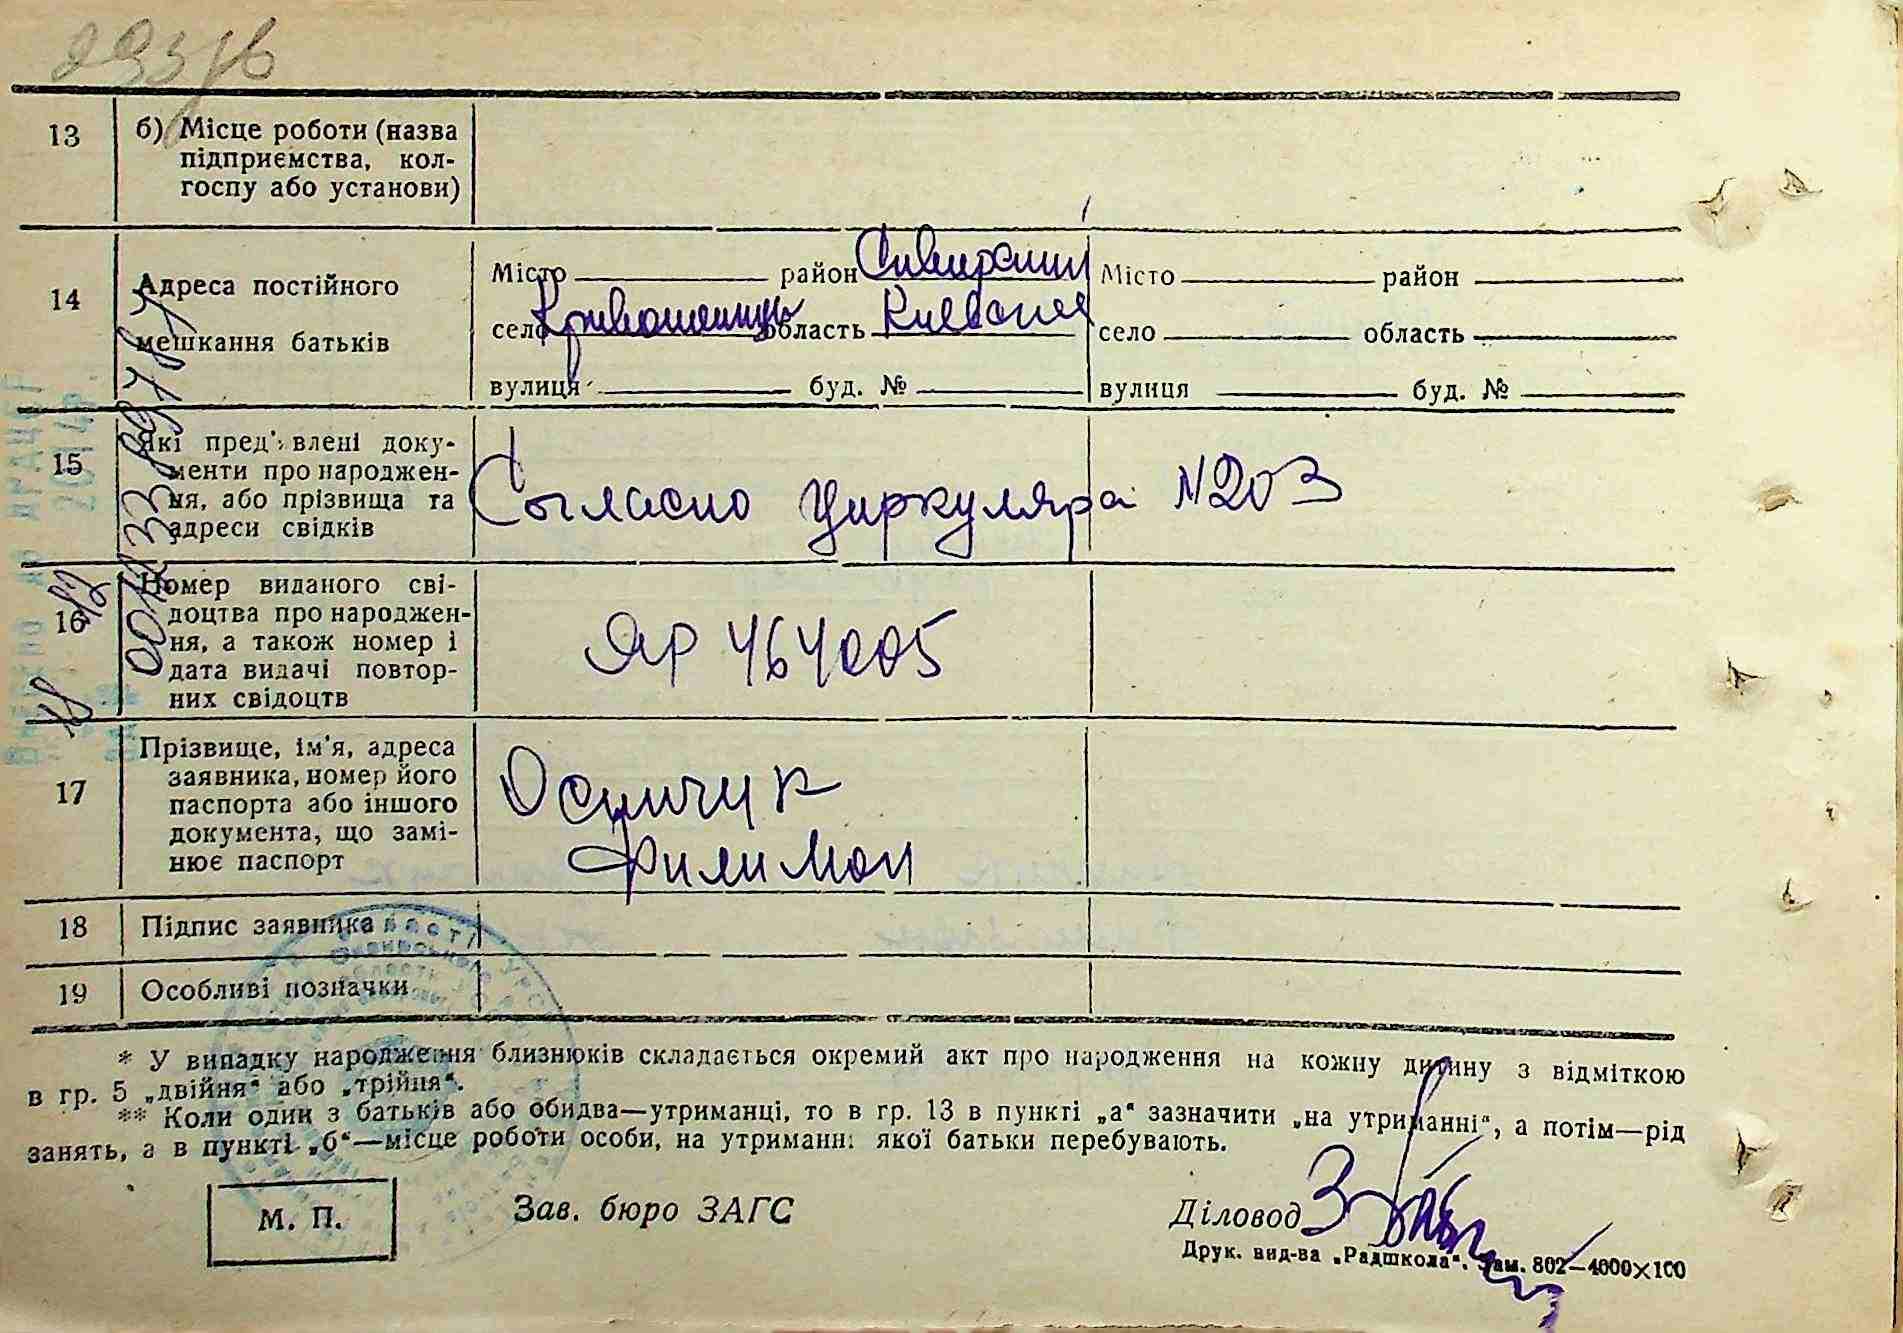 13
б) Місце роботи (назва
підприємства, кол-
госпу або установи)
14
Адреса постійного
мешкання батьків
Місто район Сквирский
село Кривошеинцы область Киевская
вулиця буд. №
Місто район
село область
вулиця буд. №
15
Які пред'явлені доку-
менти про народжен-
ня, або прізвища та
адреси свідків
Согласно циркуляра N203
16
Номер виданого сві-
доцтва про народжен-
ня, а також номер і
дата видачі повтор-
них свідоцтв
ЯР 464005
17
Прізвище, ім'я, адреса
заявника, номер його
паспорта або іншого
документа, що замі-
нює паспорт
Осипчук
Филимон
18
Підпис заявника
19
Особливі позначки
* У випадку народження близнюків складається окремий акт про народження на кожну дитину з відміткою
в гр. 5 „двійня“ або „трійня“.
** Коли один з батьків або обидва—утриманці, то в гр. 13 в пункті „а“ зазначити „на утриманні“, а потім—рід
занять, а в пункті „б“—місце роботи особи, на утриманні якої батьки перебувають.
М. П.
Зав. бюро ЗАГС
Діловод
Друк. вид-ва „Радшкола“. Зам. 802—4000×100